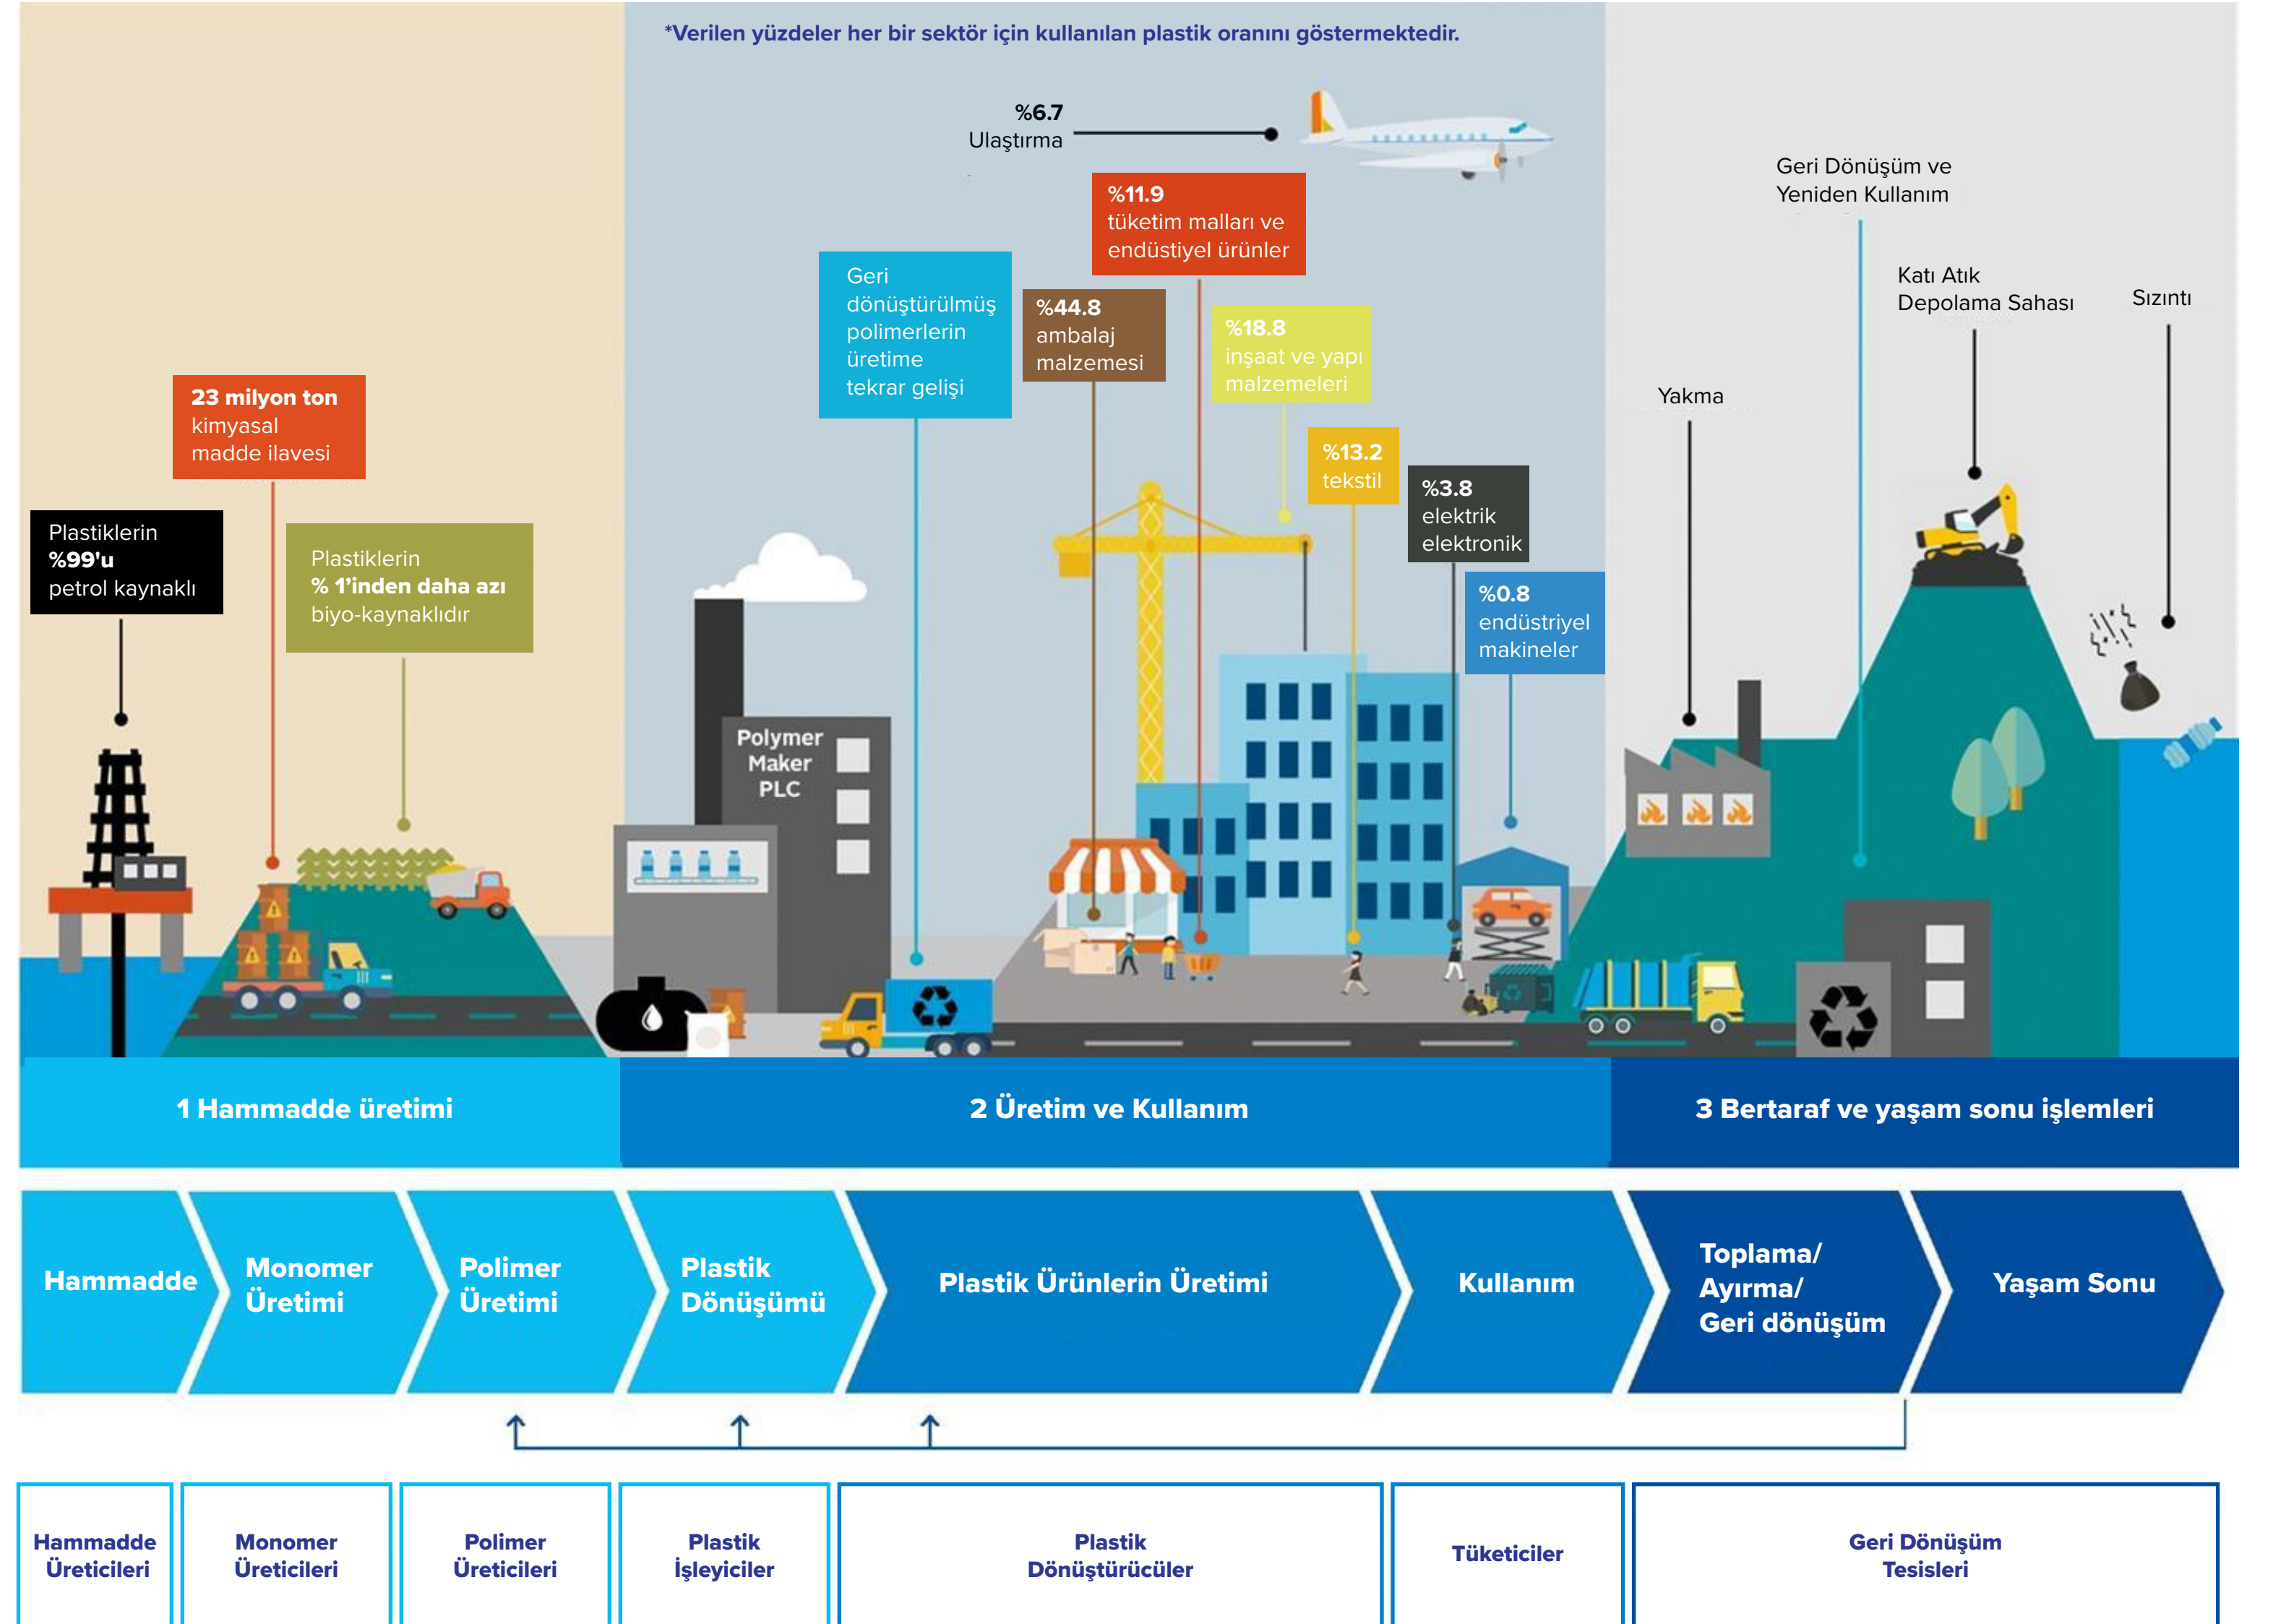 *Verilen yüzdeler her bir sektör için kullanılan plastik oranını göstermektedir.
%6.7
Ulaştırma
%11.9
tüketim malları ve
endüstiyel ürünler
Geri Dönüşüm ve
Yeniden Kullanım
Geri
dönüştürülmüş
polimerlerin
üretime
tekrar gelişi
%44.8
ambalaj
malzemesi
%18.8
inşaat ve yapı
malzemeleri
Katı Atık
Depolama Sahası
Sızıntı
23 milyon ton
kimyasal
madde ilavesi
Yakma
%13.2
tekstil
%3.8
elektrik
elektronik
Plastiklerin
%99'u
petrol kaynaklı
Plastiklerin
% 1’inden daha azı
biyo-kaynaklıdır
%0.8
endüstriyel
makineler
Polymer
Maker
PLC
1 Hammadde üretimi
2 Üretim ve Kullanım
3 Bertaraf ve yaşam sonu işlemleri
Hammadde
Monomer
Üretimi
Polimer
Üretimi
Plastik
Dönüşümü
Plastik Ürünlerin Üretimi
Kullanım
Toplama/
Ayırma/
Geri dönüşüm
Yaşam Sonu
Hammadde
Üreticileri
Monomer
Üreticileri
Polimer
Üreticileri
Plastik
İşleyiciler
Plastik
Dönüştürücüler
Tüketiciler
Geri Dönüşüm
Tesisleri